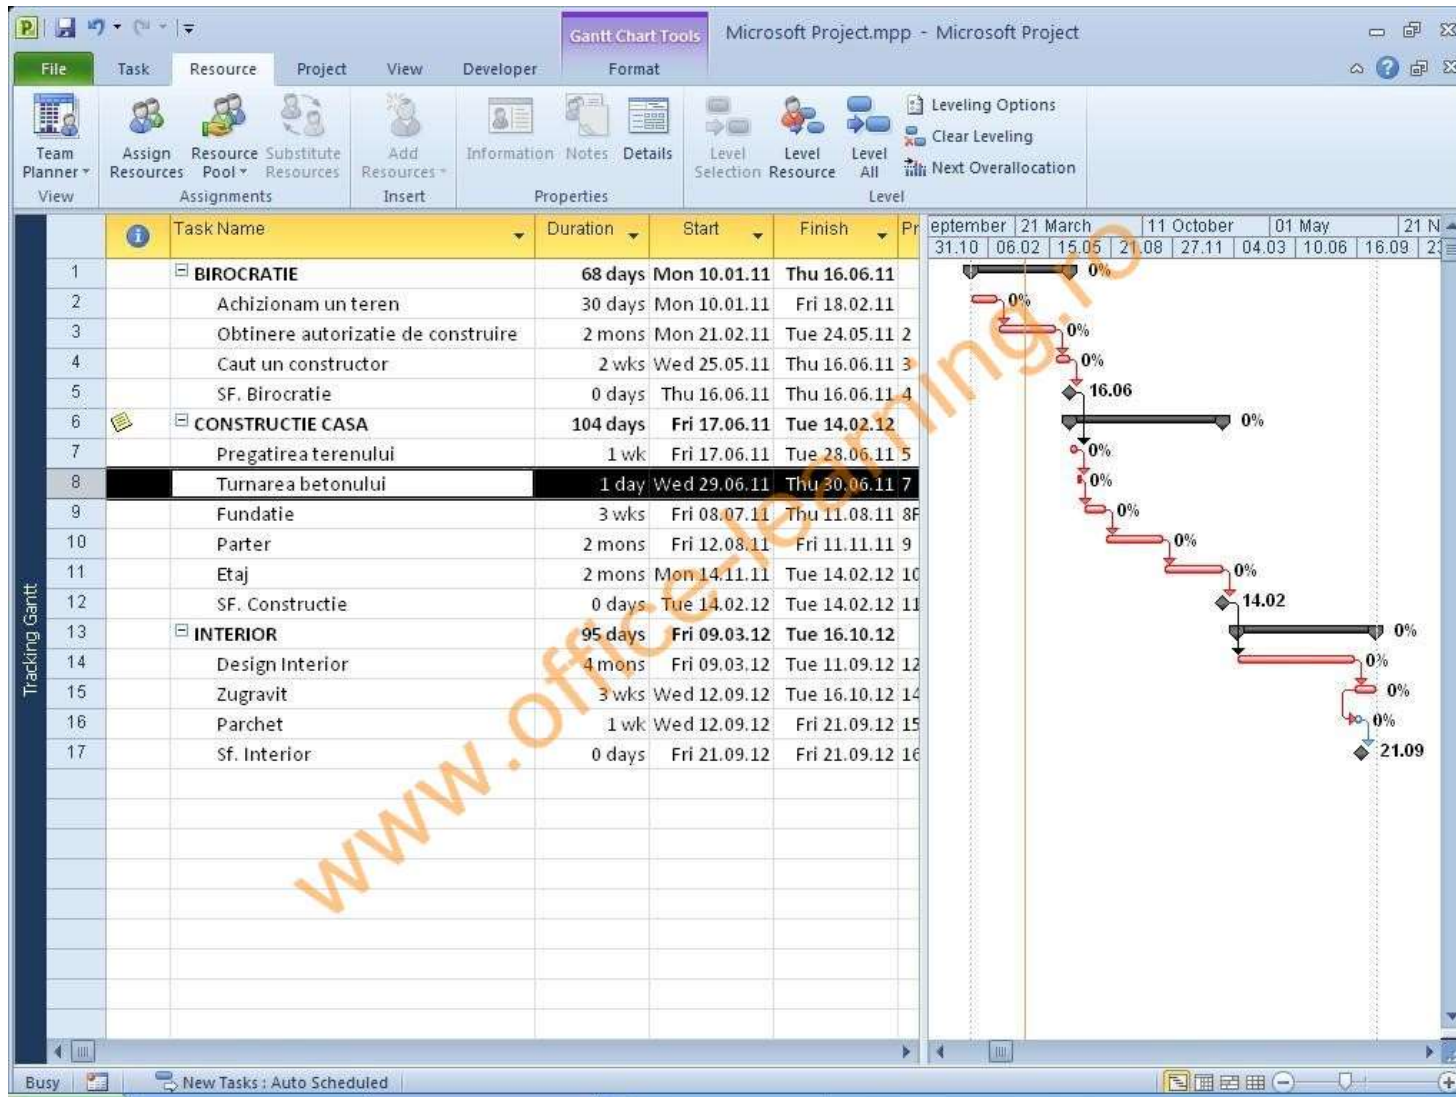 Gantt Chart Tools
Microsoft Project.mpp - Microsoft Project
File Task Resource Project View Developer Format
Team Planner
Assign Resources
Resource Pool
Substitute Resources
Add Resources
Information
Notes
Details
Level Selection
Level Resource
Level All
Leveling Options
Clear Leveling
Next Overallocation
View Assignments Insert Properties Level
Task Name Duration Start Finish Pr
eptember 21 March 11 October 01 May 21 N
31.10 06.02 15.05 21.08 27.11 04.03 10.06 16.09 23
1 BIROCRATIE 68 days Mon 10.01.11 Thu 16.06.11 0%
2 Achizionam un teren 30 days Mon 10.01.11 Fri 18.02.11 0%
3 Obtinere autorizatie de construire 2 mons Mon 21.02.11 Tue 24.05.11 2 0%
4 Caut un constructor 2 wks Wed 25.05.11 Thu 16.06.11 3 0%
5 SF. Birocratie 0 days Thu 16.06.11 Thu 16.06.11 4 16.06
6 CONSTRUCTIE CASA 104 days Fri 17.06.11 Tue 14.02.12 0%
7 Pregatirea terenului 1 wk Fri 17.06.11 Tue 28.06.11 5 0%
8 Turnarea betonului 1 day Wed 29.06.11 Thu 30.06.11 7 0%
9 Fundatie 3 wks Fri 08.07.11 Thu 11.08.11 8F 0%
10 Parter 2 mons Fri 12.08.11 Fri 11.11.11 9 0%
11 Etaj 2 mons Mon 14.11.11 Tue 14.02.12 10 0%
12 SF. Constructie 0 days Tue 14.02.12 Tue 14.02.12 11 14.02
13 INTERIOR 95 days Fri 09.03.12 Tue 16.10.12 0%
14 Design Interior 4 mons Fri 09.03.12 Tue 11.09.12 12 0%
15 Zugravit 3 wks Wed 12.09.12 Tue 16.10.12 14 0%
16 Parchet 1 wk Wed 12.09.12 Fri 21.09.12 15 0%
17 Sf. Interior 0 days Fri 21.09.12 Fri 21.09.12 16 21.09
Tracking Gantt
www.office-learning.ro
Busy New Tasks : Auto Scheduled